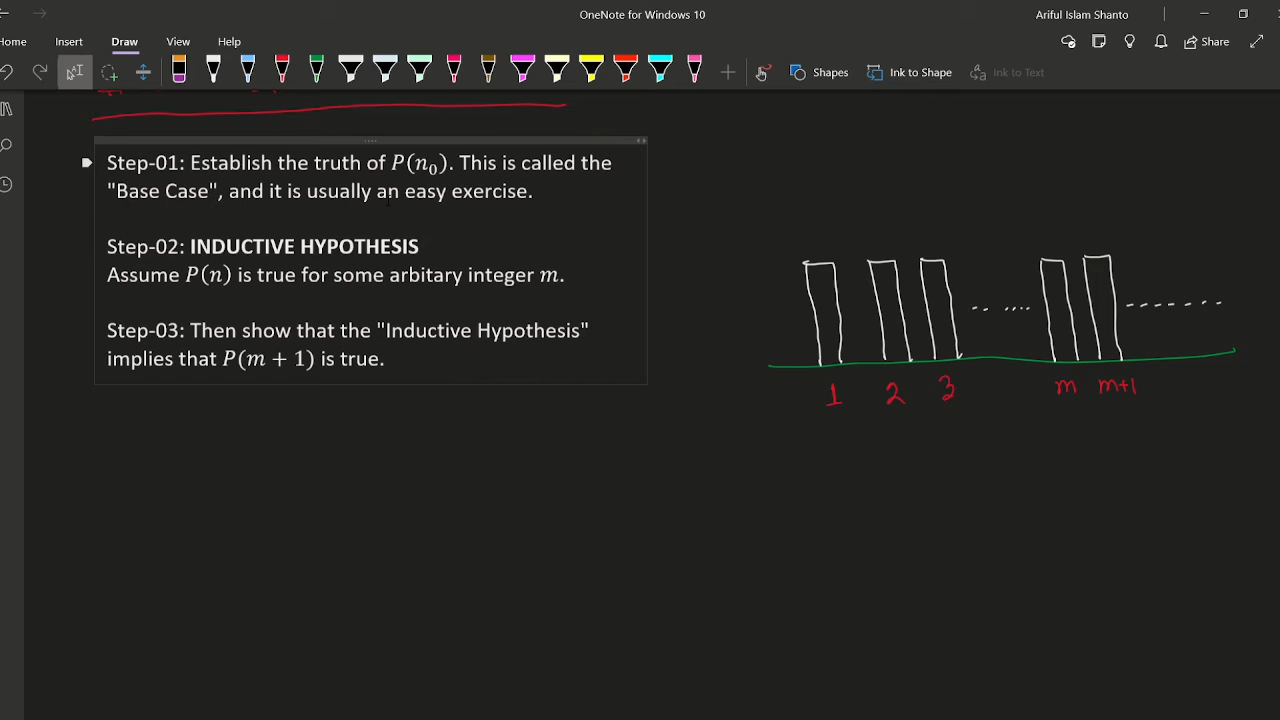 OneNote for Windows 10
Ariful Islam Shanto
Home Insert Draw View Help
Share
Shapes Ink to Shape Ink to Text
Step-01: Establish the truth of P(n₀). This is called the
"Base Case", and it is usually an easy exercise.
Step-02: INDUCTIVE HYPOTHESIS
Assume P(n) is true for some arbitary integer m.
Step-03: Then show that the "Inductive Hypothesis"
implies that P(m + 1) is true.
1 2 3 m m+1